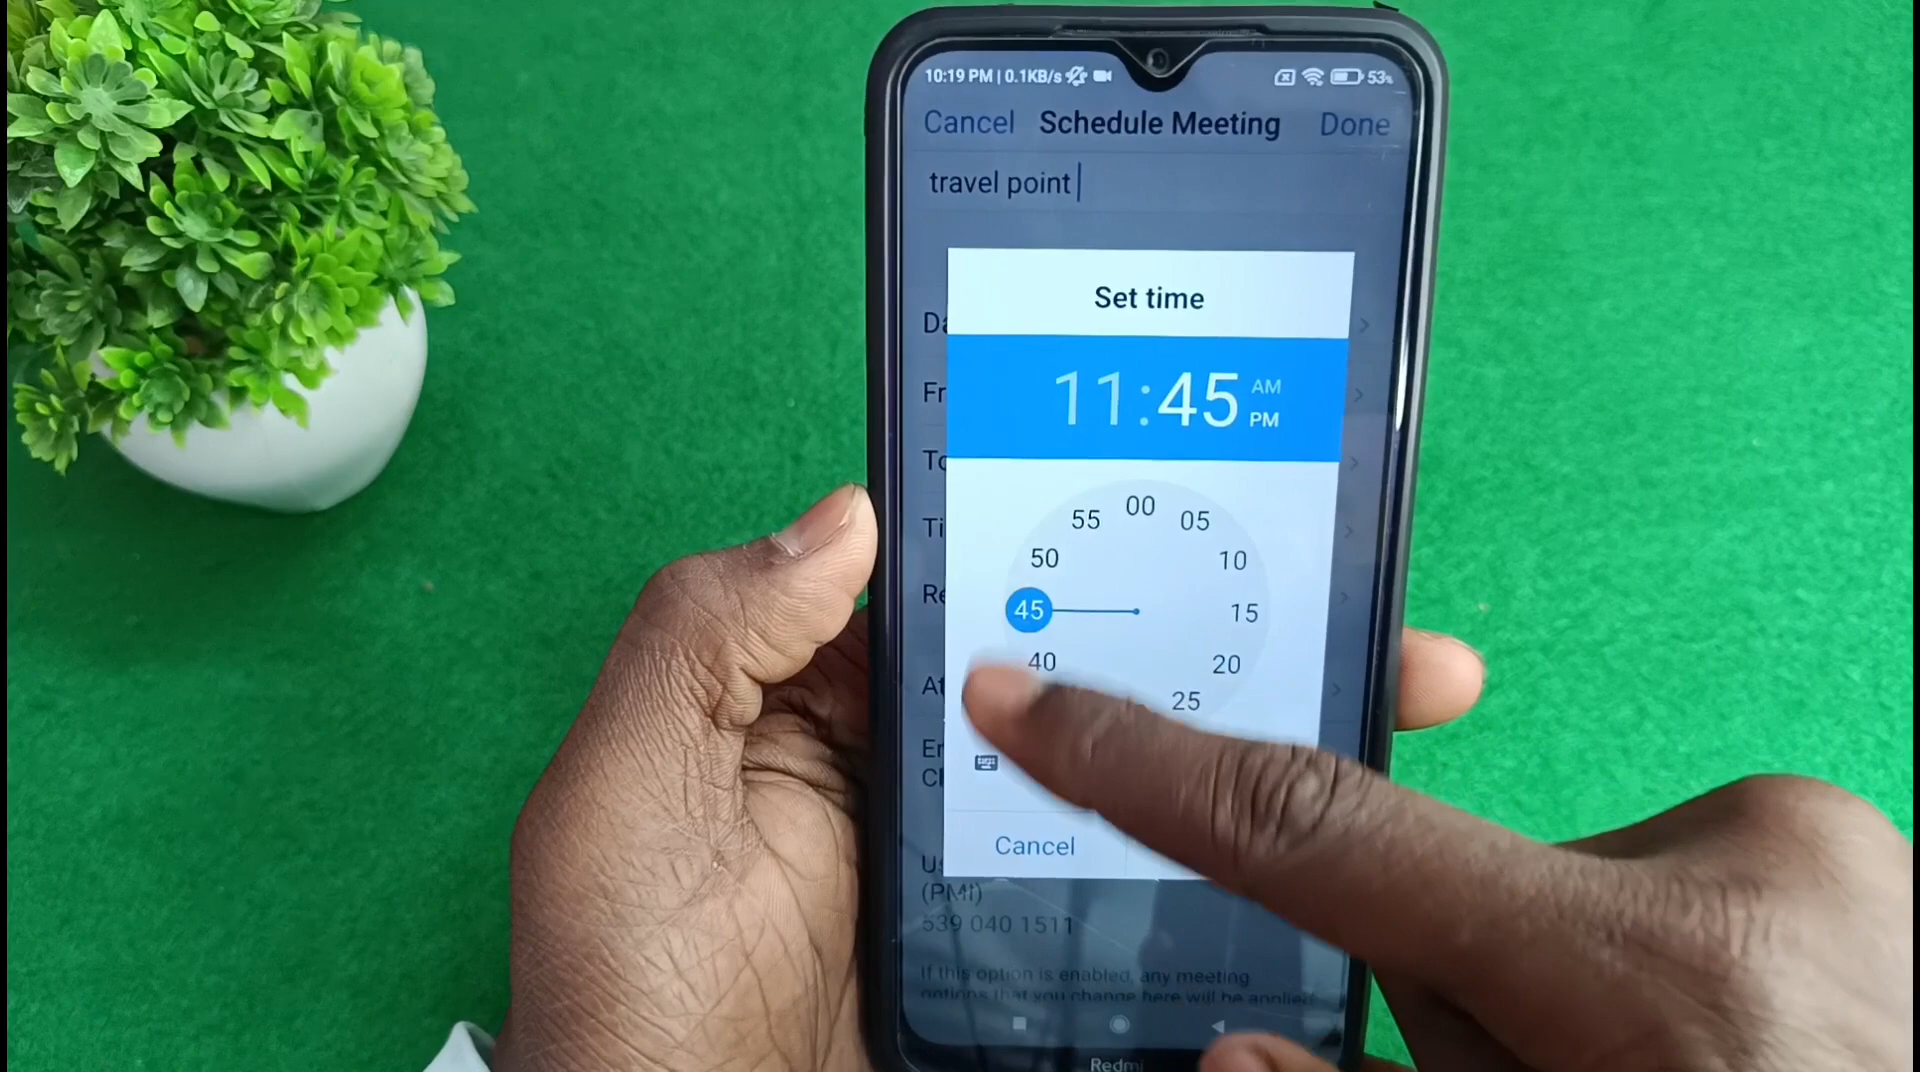 10:19 PM | 0.1KB/s 53%
Cancel Schedule Meeting Done
travel point
Set time
11:45 AM PM
00
55 05
50 10
45 15
40 20
25
Da
Fr
To
Ti
Re
At
En
Ch
Cancel
Us
(PMI)
539 040 1511
If this option is enabled, any meeting
options that you change here will be applied
Redmi